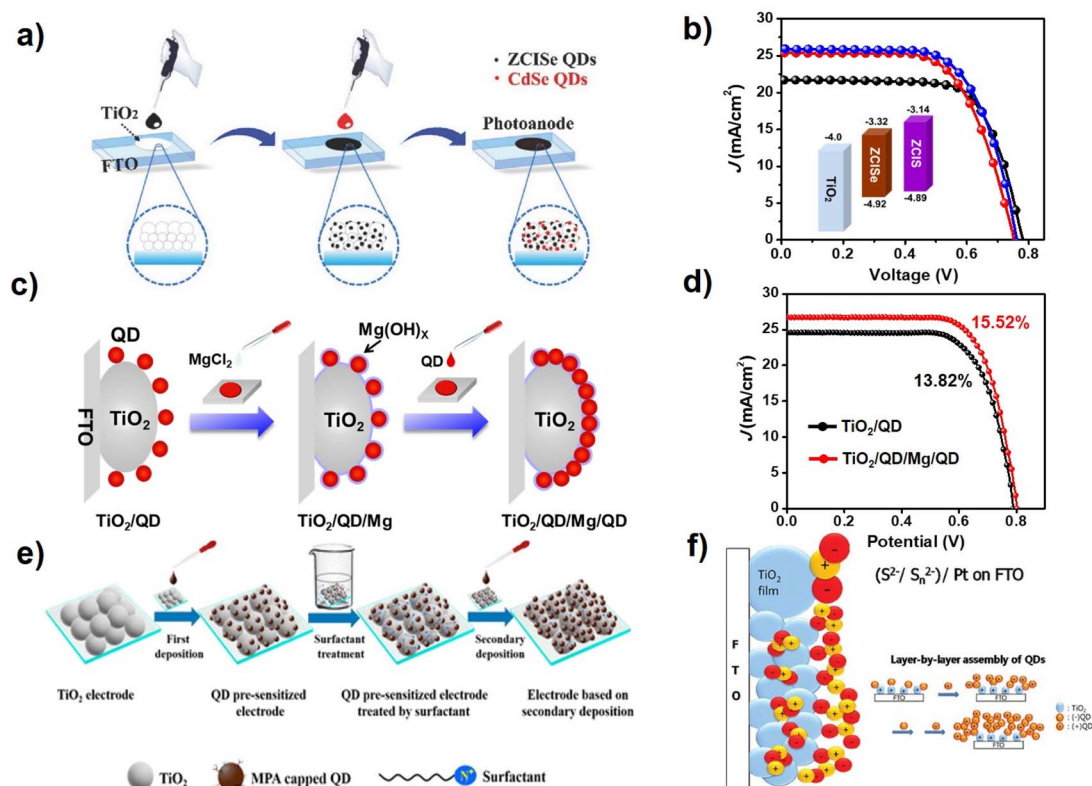 a)
ZCISe QDs
CdSe QDs
TiO₂
FTO
Photoanode
b)
J (mA/cm²)
30
25
20
15
10
5
0
-4.0
TiO₂
-3.32
ZCISe
-4.92
-3.14
ZCIS
-4.89
0.0 0.2 0.4 0.6 0.8
Voltage (V)
c)
QD
FTO
TiO₂
TiO₂/QD
MgCl₂
Mg(OH)ₓ
TiO₂
TiO₂/QD/Mg
QD
TiO₂
TiO₂/QD/Mg/QD
d)
J (mA/cm²)
30
25
20
15
10
5
0
15.52%
13.82%
TiO₂/QD
TiO₂/QD/Mg/QD
0.0 0.2 0.4 0.6 0.8
Potential (V)
e)
TiO₂ electrode
First
deposition
QD pre-sensitized
electrode
Surfactant
treatment
QD pre-sensitized electrode
treated by surfactant
Secondary
deposition
Electrode based on
secondary deposition
TiO₂
MPA capped QD
N⁺
Surfactant
f)
F
T
O
TiO₂
film
- + -
(S²⁻/ Sₙ²⁻)/ Pt on FTO
Layer-by-layer assembly of QDs
FTO
FTO
FTO
: TiO₂
: (-)QD
: (+)QD